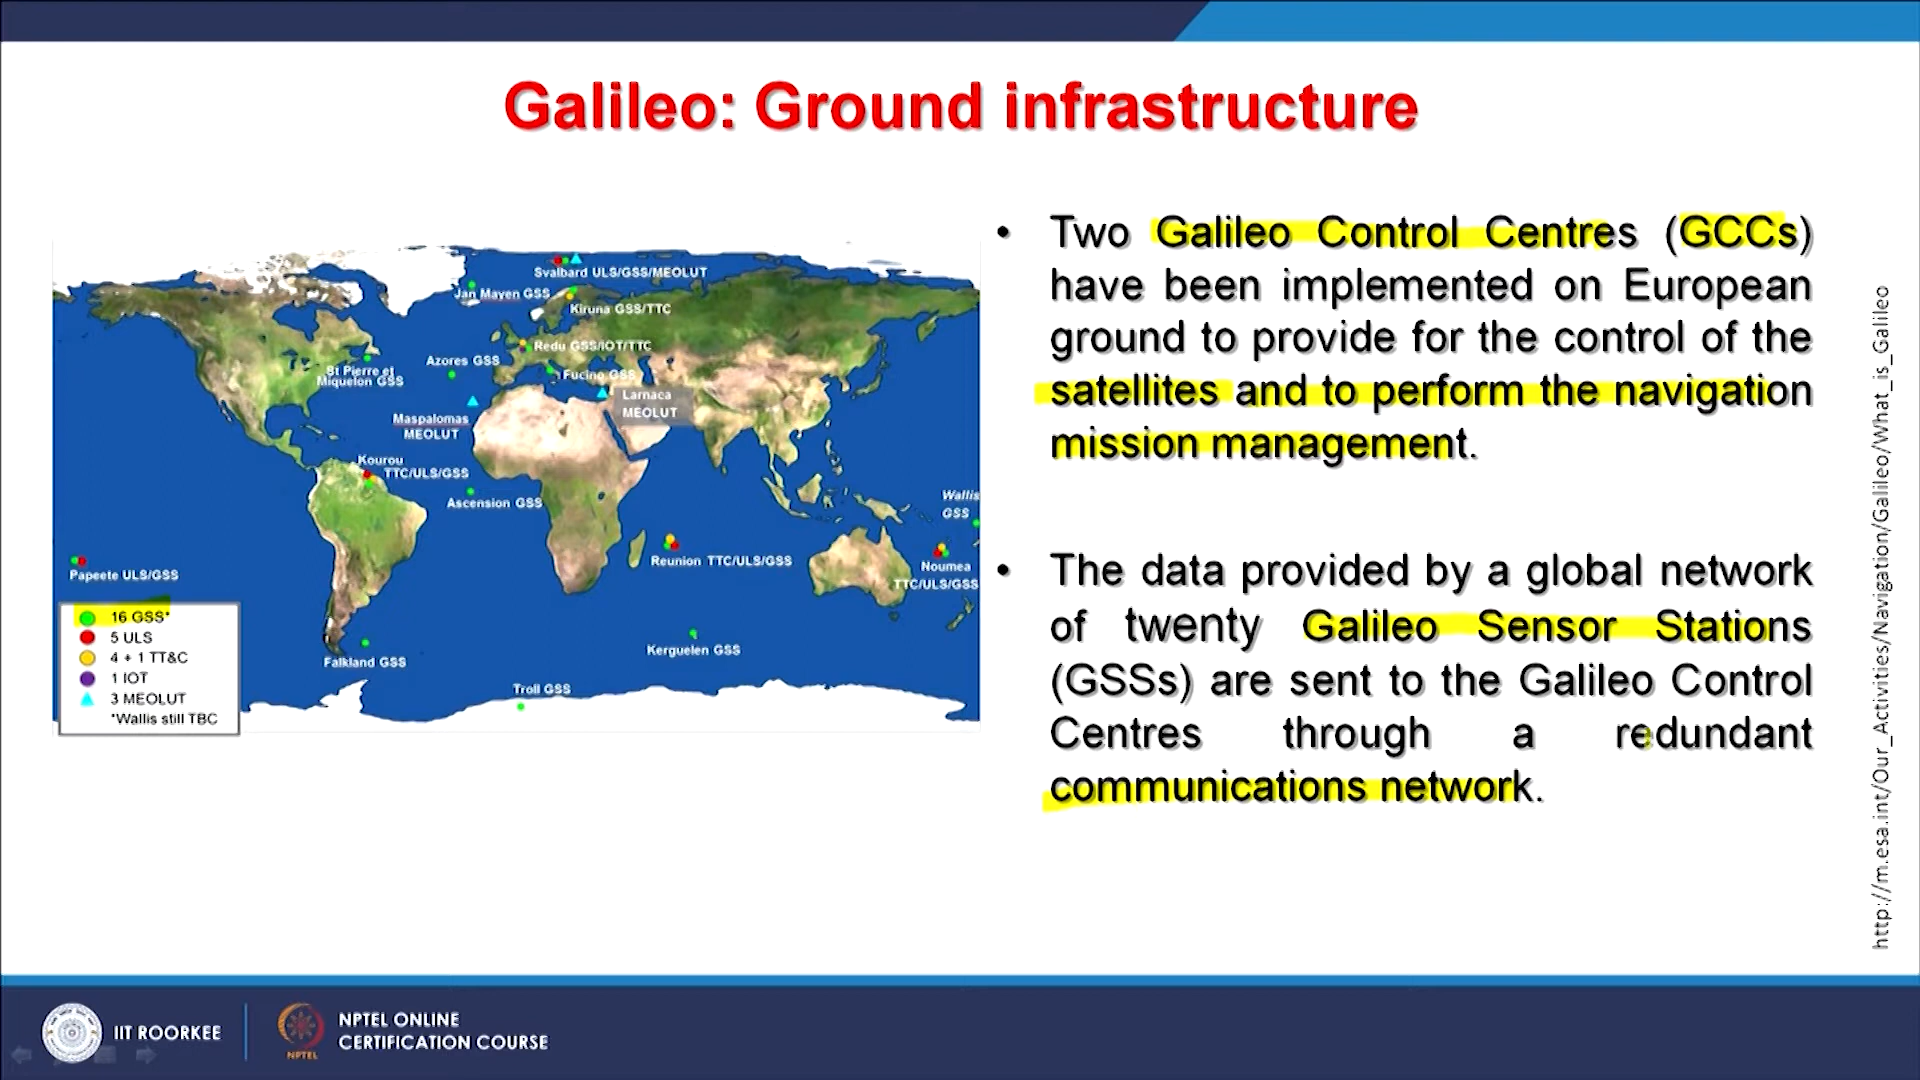 Galileo: Ground infrastructure
Svalbard ULS/GSS/MEOLUT
Jan Mayen GSS
Kiruna GSS/TTC
Redu GSS/IOT/TTC
Azores GSS
St Pierre et
Miquelon GSS
Fucino GSS
Larnaca
MEOLUT
Maspalomas
MEOLUT
Kourou
TTC/ULS/GSS
Ascension GSS
Wallis
GSS
Reunion TTC/ULS/GSS
Noumea
TTC/ULS/GSS
Papeete ULS/GSS
Kerguelen GSS
Falkland GSS
Troll GSS
16 GSS*
5 ULS
4 + 1 TT&C
1 IOT
3 MEOLUT
*Wallis still TBC
• Two Galileo Control Centres (GCCs)
have been implemented on European
ground to provide for the control of the
satellites and to perform the navigation
mission management.
• The data provided by a global network
of twenty Galileo Sensor Stations
(GSSs) are sent to the Galileo Control
Centres through a redundant
communications network.
http://m.esa.int/Our_Activities/Navigation/Galileo/What_is_Galileo
IIT ROORKEE
NPTEL
NPTEL ONLINE
CERTIFICATION COURSE